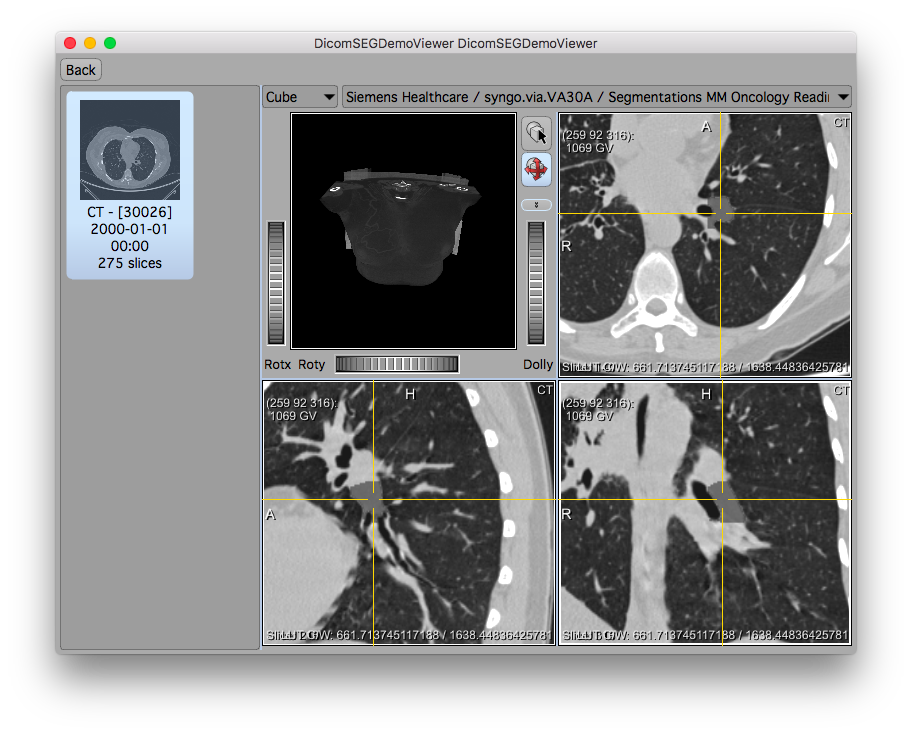 DicomSEGDemoViewer DicomSEGDemoViewer
Back
CT - [30026]
2000-01-01
00:00
275 slices
Cube
Siemens Healthcare / syngo.via.VA30A / Segmentations MM Oncology Readi
Rotx Roty
Dolly
A
CT
(259 92 316):
1069 GV
R
C/W: 661.713745117188 / 1638.44836425781
H
CT
(259 92 316):
1069 GV
A
C/W: 661.713745117188 / 1638.44836425781
H
CT
(259 92 316):
1069 GV
R
C/W: 661.713745117188 / 1638.44836425781